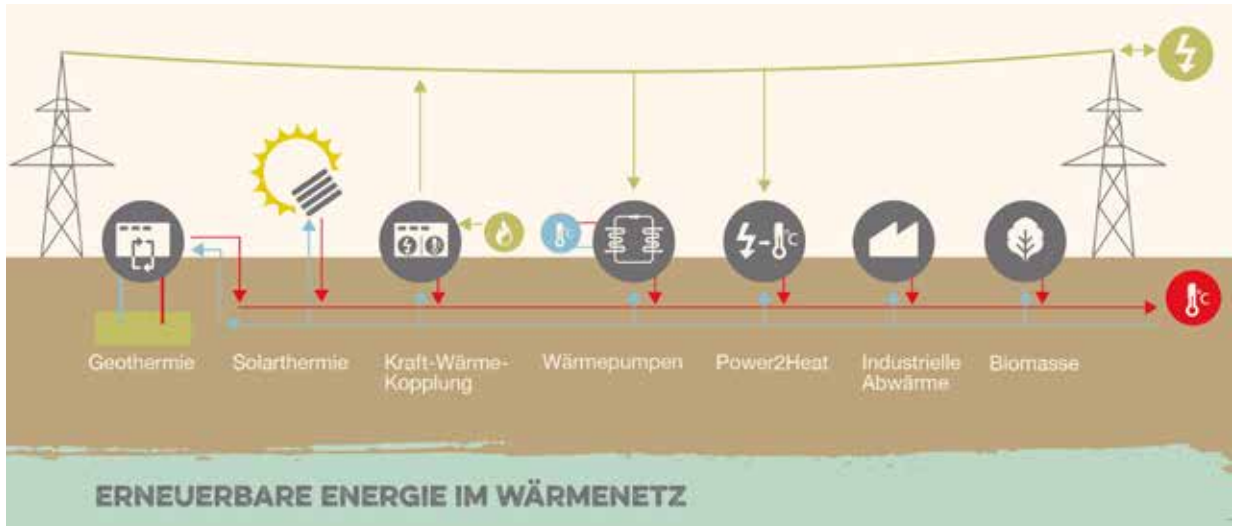 °C
°C
°C
Geothermie
Solarthermie
Kraft-Wärme-
Kopplung
Wärmepumpen
Power2Heat
Industrielle
Abwärme
Biomasse
ERNEUERBARE ENERGIE IM WÄRMENETZ